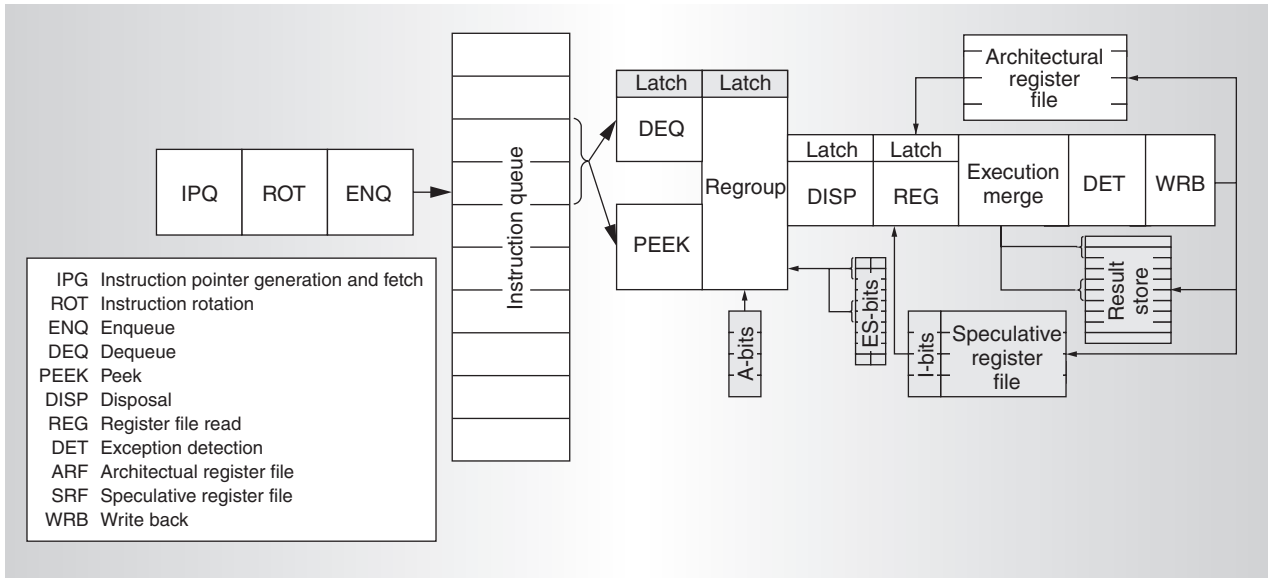 Architectural
register
file
Latch Latch
DEQ
Regroup
PEEK
Latch Latch
DISP REG
Execution
merge
DET WRB
IPQ ROT ENQ
Instruction queue
A-bits
ES-bits
I-bits
Speculative
register
file
Result
store
IPG Instruction pointer generation and fetch
ROT Instruction rotation
ENQ Enqueue
DEQ Dequeue
PEEK Peek
DISP Disposal
REG Register file read
DET Exception detection
ARF Architectual register file
SRF Speculative register file
WRB Write back